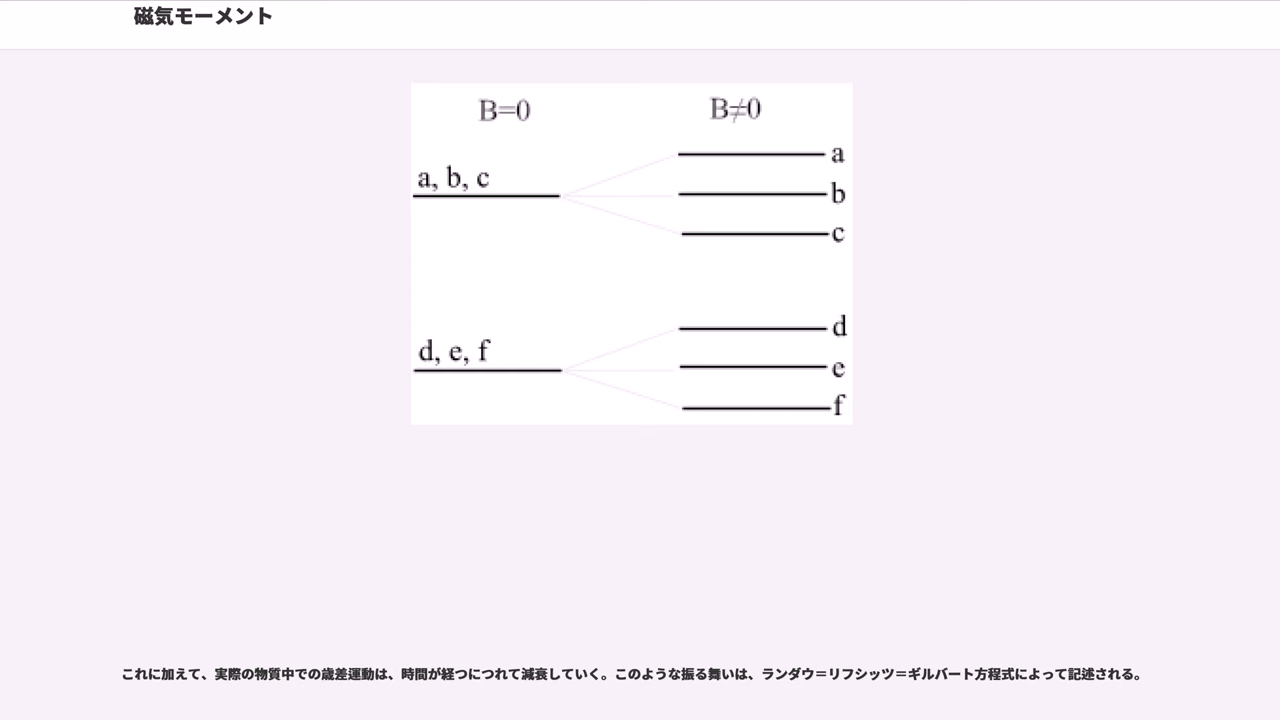 磁気モーメント
B=0
B≠0
a, b, c
a
b
c
d, e, f
d
e
f
これに加えて、実際の物質中での歳差運動は、時間が経つにつれて減衰していく。このような振る舞いは、ランダウ＝リフシッツ＝ギルバート方程式によって記述される。